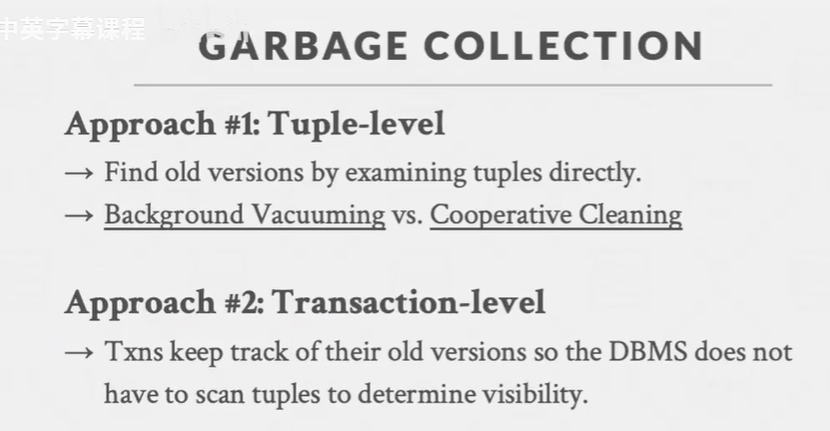 中英字幕课程
GARBAGE COLLECTION
Approach #1: Tuple-level
→ Find old versions by examining tuples directly.
→ Background Vacuuming vs. Cooperative Cleaning
Approach #2: Transaction-level
→ Txns keep track of their old versions so the DBMS does not
have to scan tuples to determine visibility.